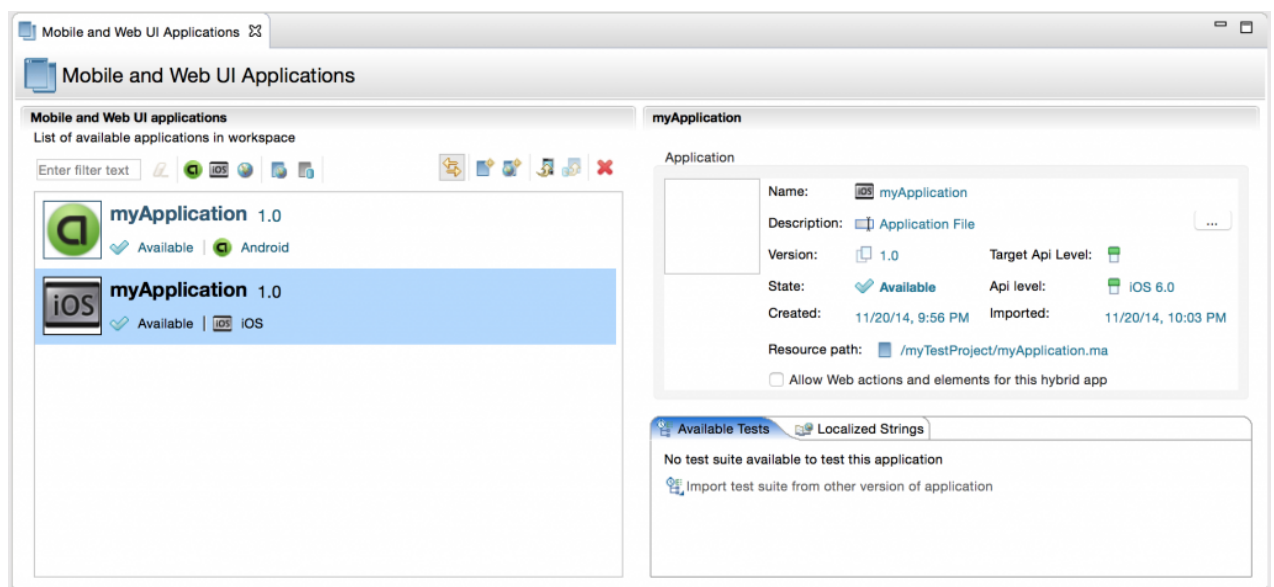 Mobile and Web UI Applications
Mobile and Web UI Applications
Mobile and Web UI applications
List of available applications in workspace
Enter filter text
iOS
myApplication 1.0
Available | Android
iOS
myApplication 1.0
Available | iOS iOS
myApplication
Application
Name: iOS myApplication
Description: Application File ...
Version: 1.0 Target Api Level:
State: Available Api level: iOS 6.0
Created: 11/20/14, 9:56 PM Imported: 11/20/14, 10:03 PM
Resource path: /myTestProject/myApplication.ma
Allow Web actions and elements for this hybrid app
Available Tests Localized Strings
No test suite available to test this application
Import test suite from other version of application